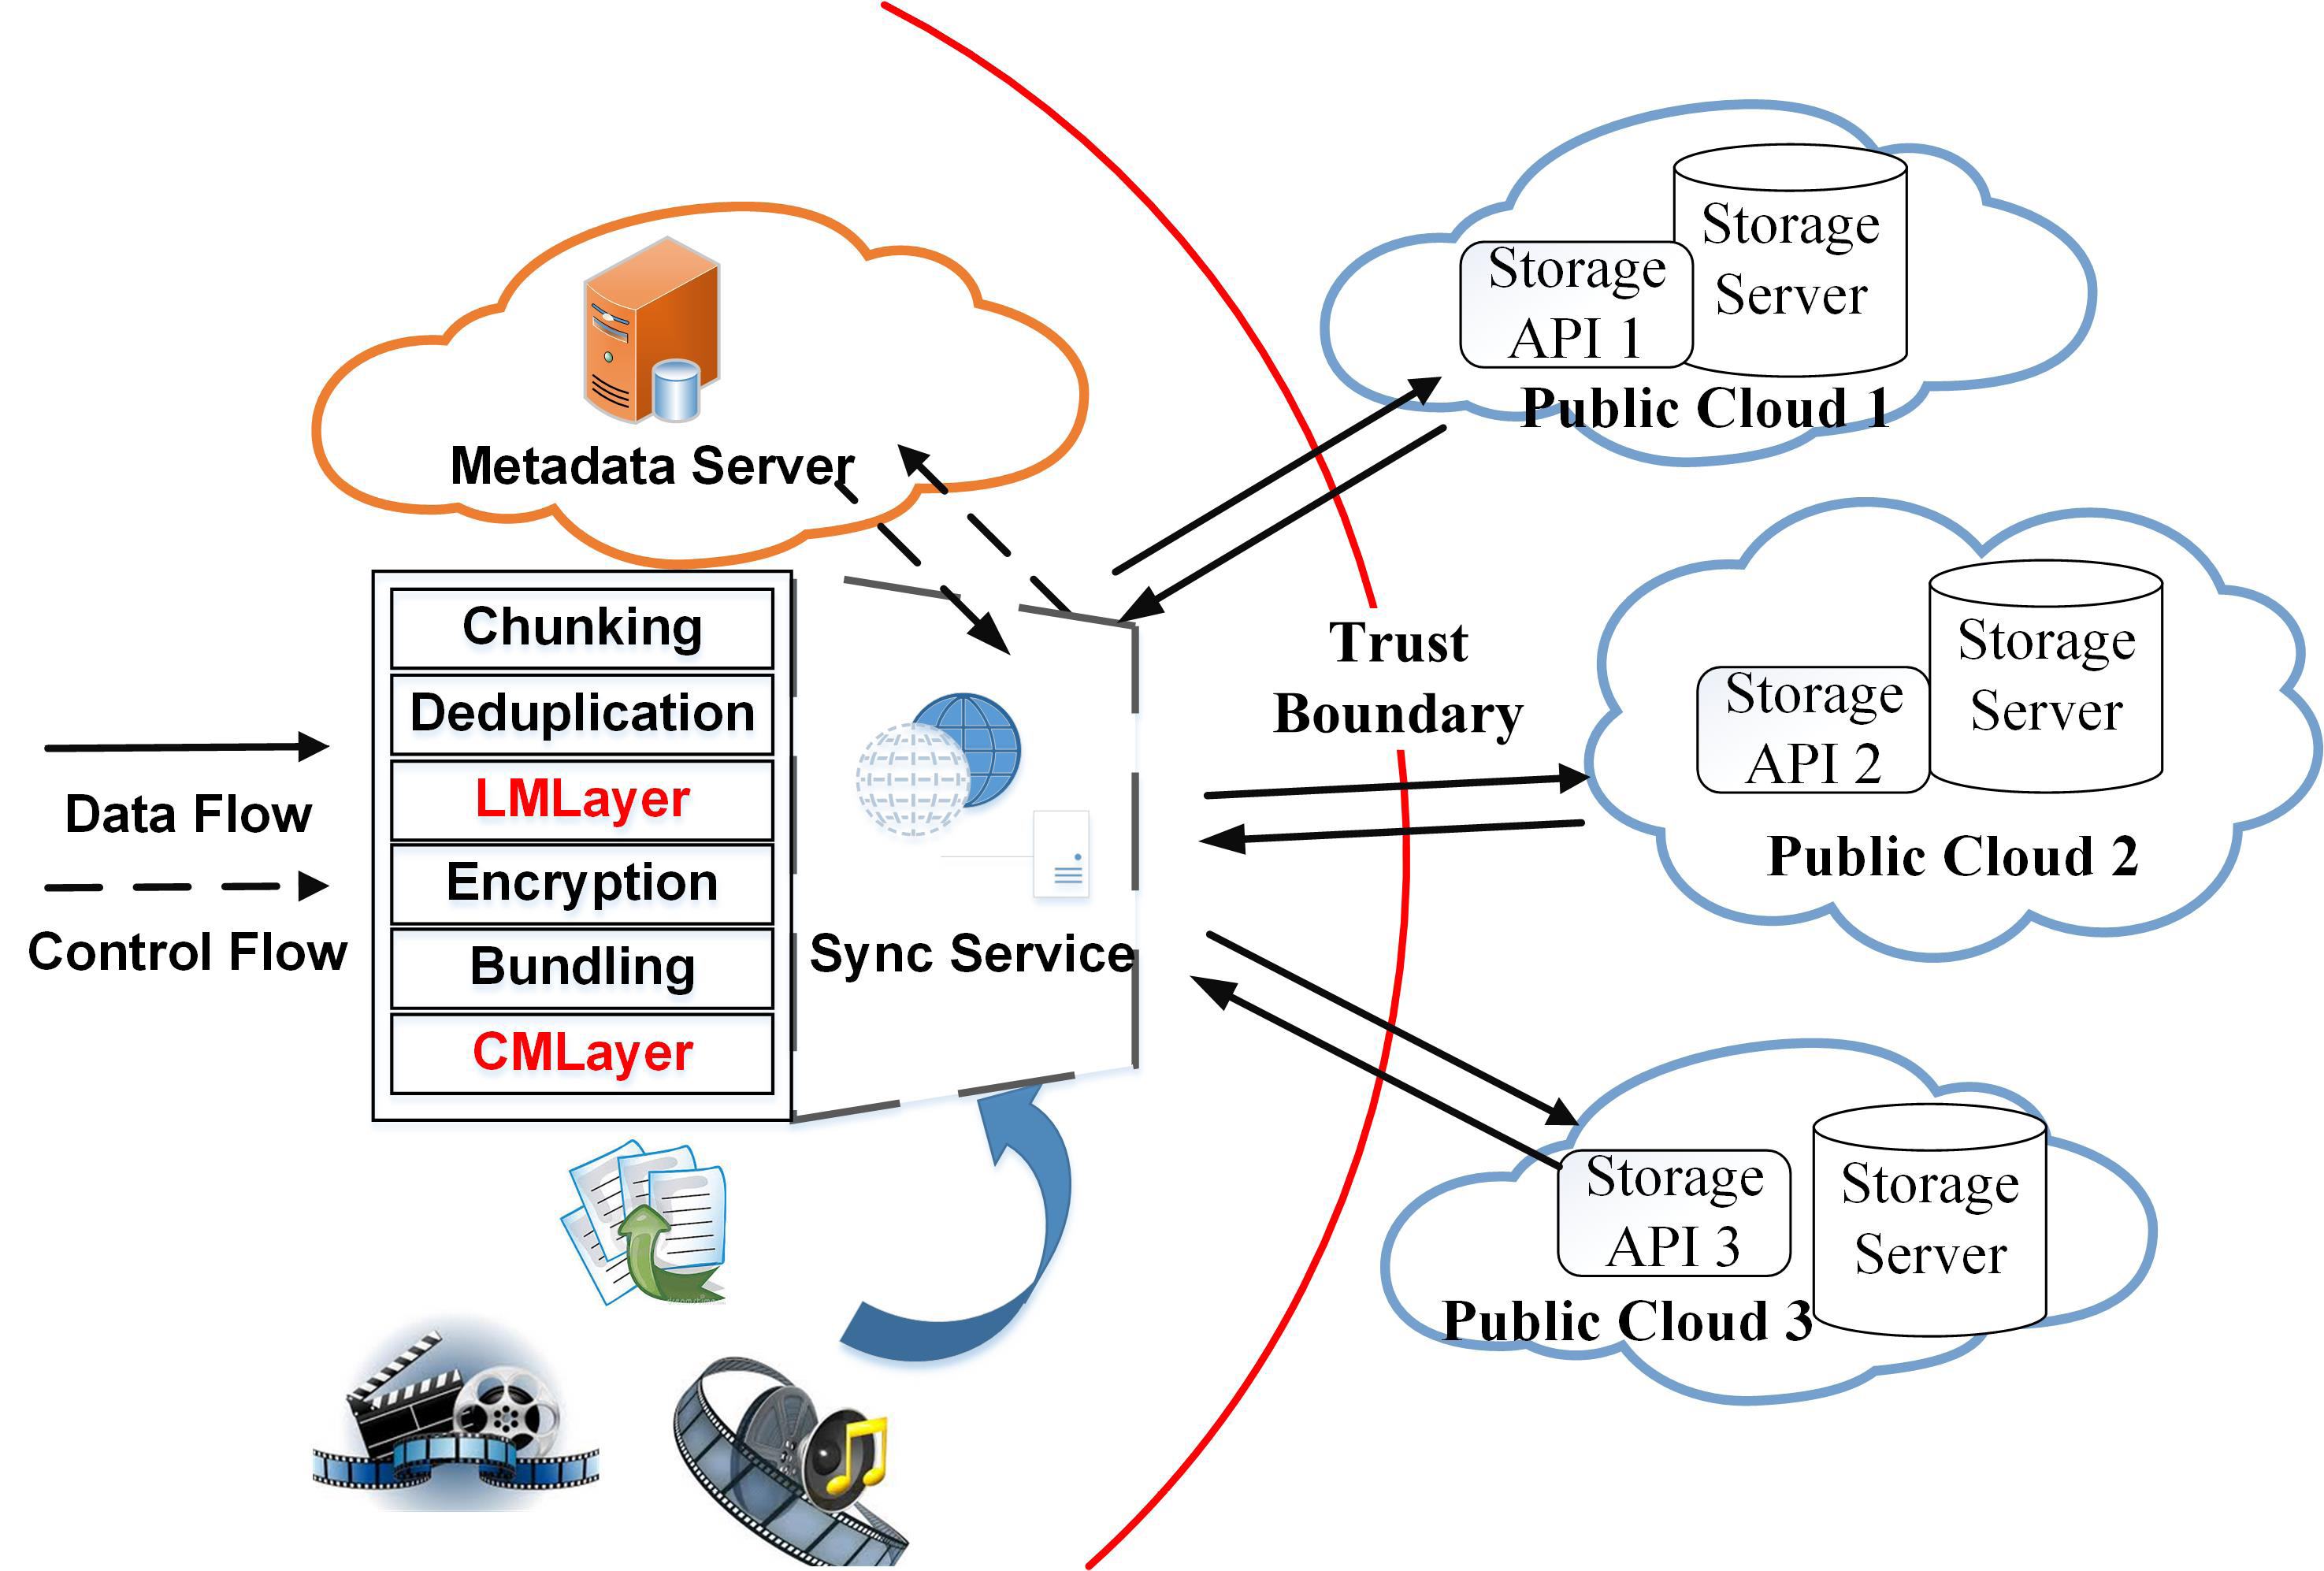 Storage
Server
Storage
API 1
Public Cloud 1
Metadata Server
Chunking
Deduplication
LMLayer
Encryption
Bundling
CMLayer
Data Flow
Control Flow
Sync Service
Trust
Boundary
Storage
Server
Storage
API 2
Public Cloud 2
Storage
API 3
Storage
Server
Public Cloud 3